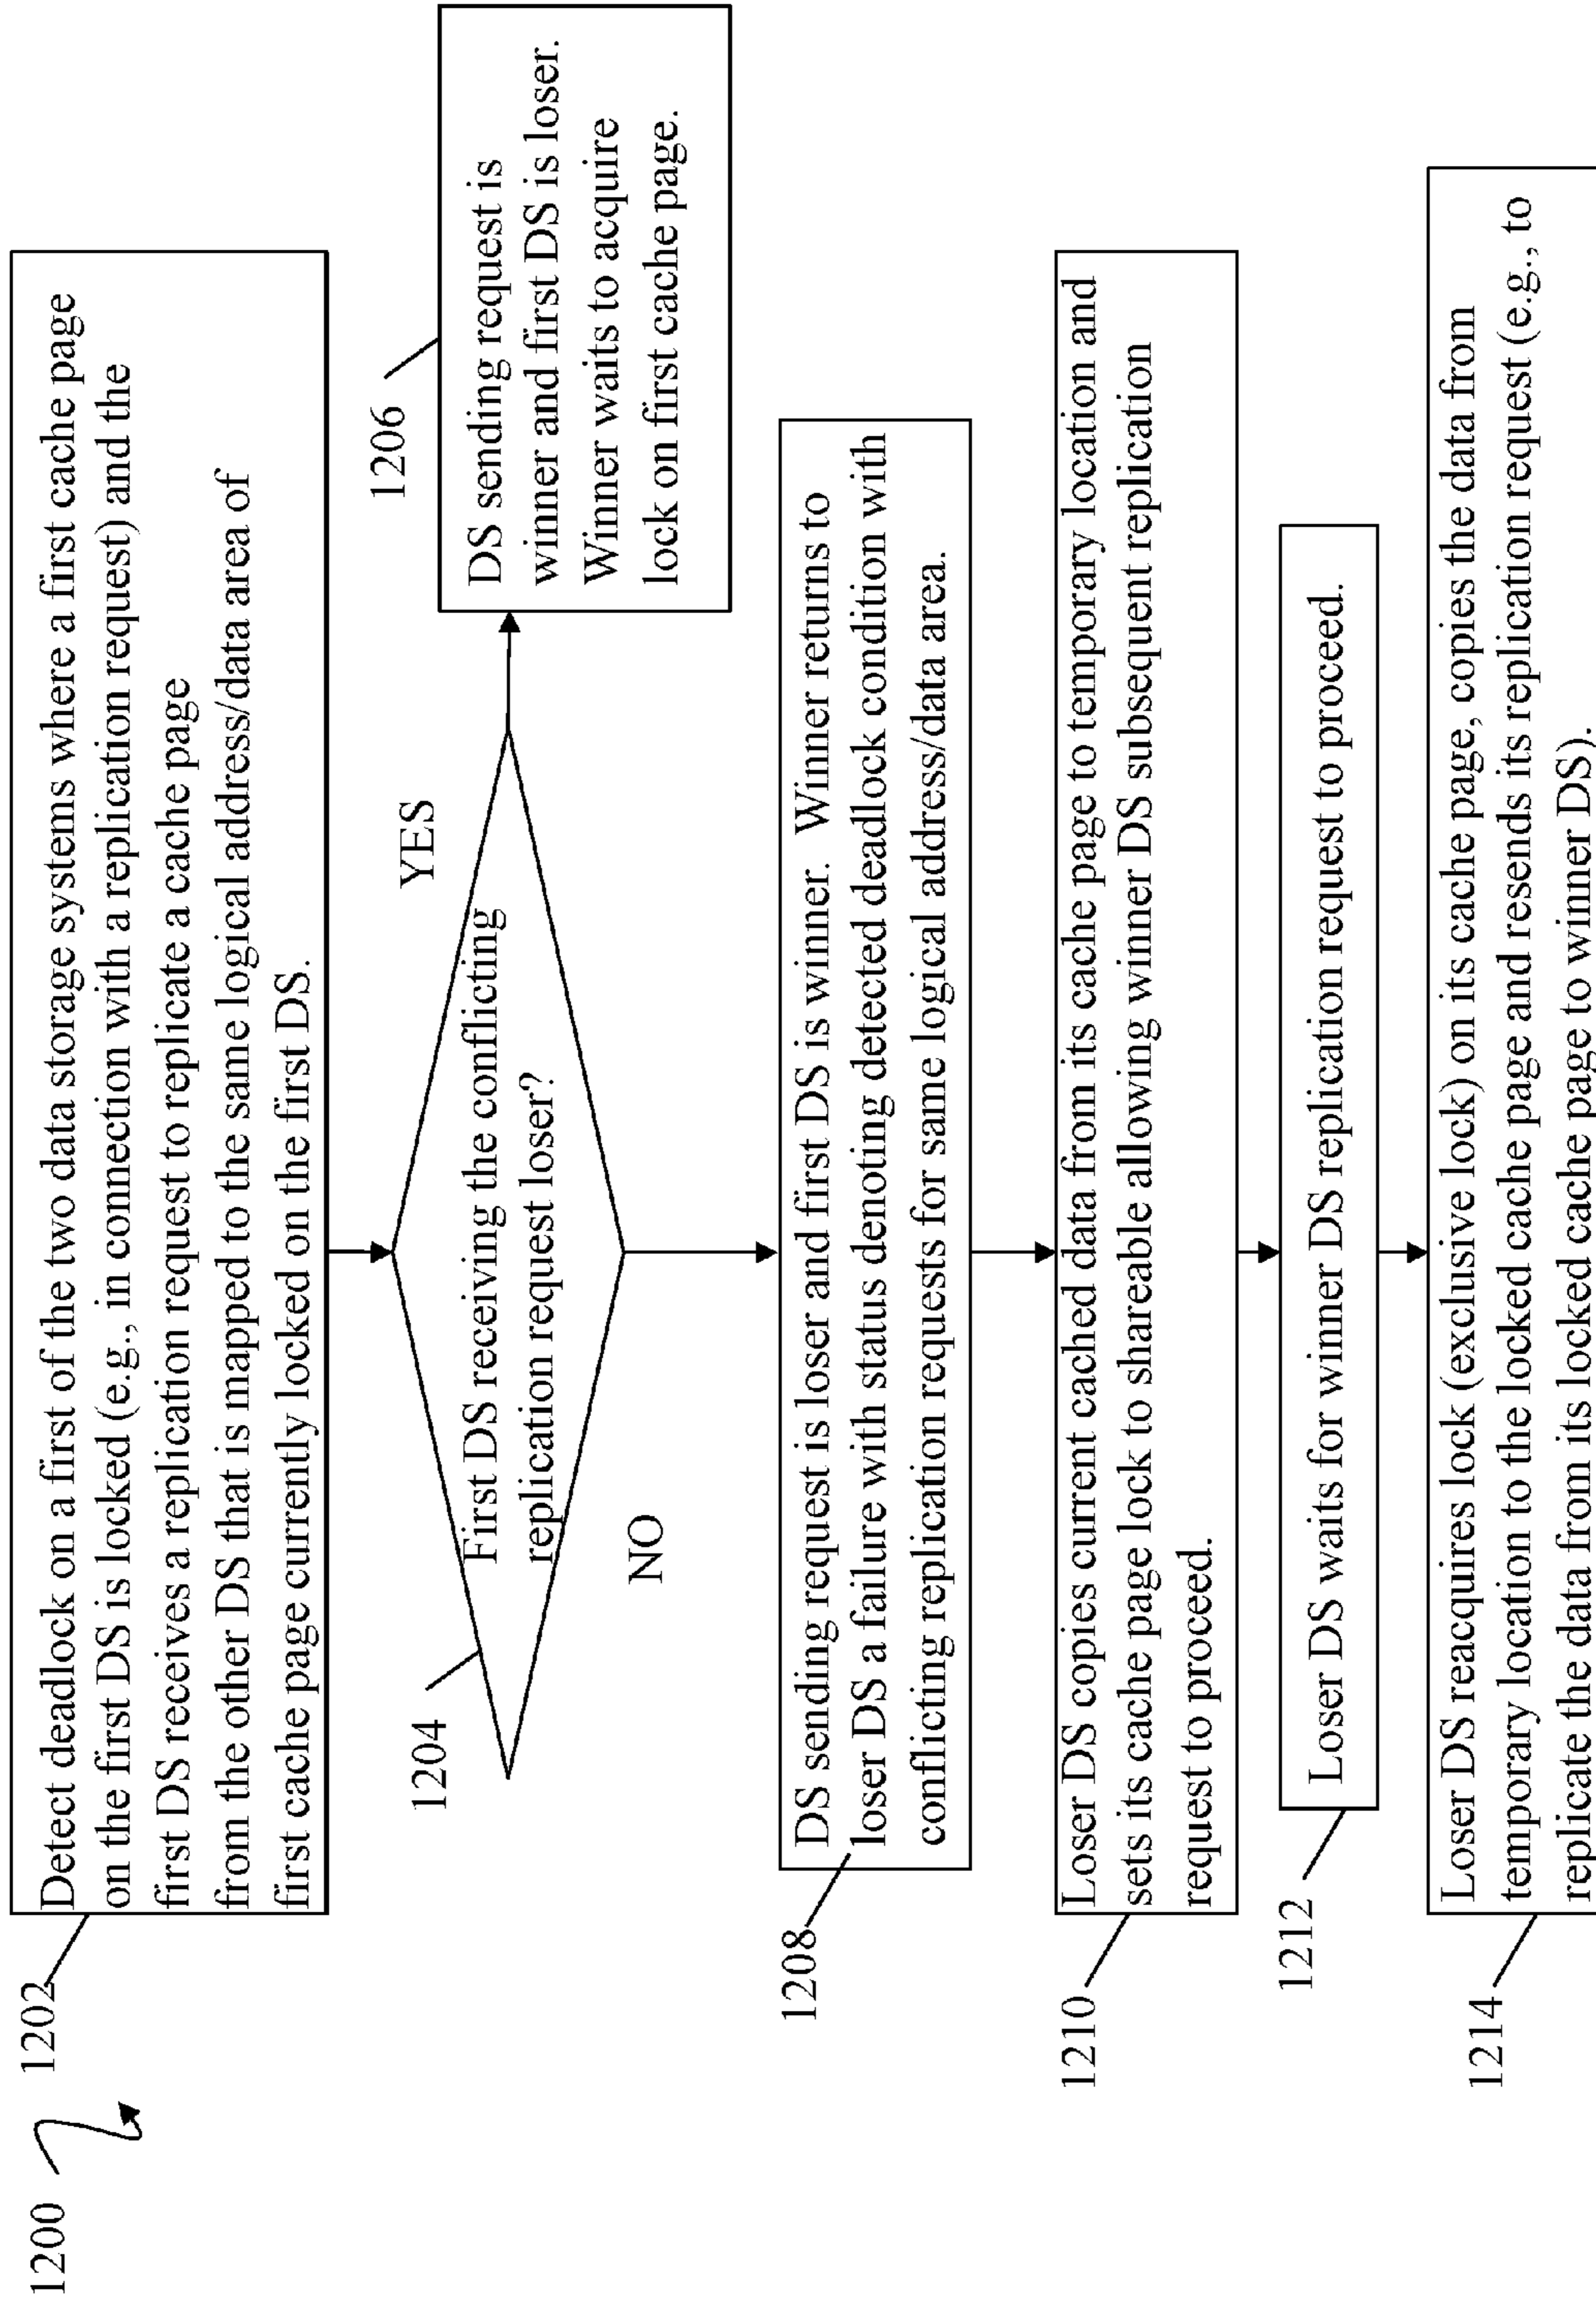 1200
1202
Detect deadlock on a first of the two data storage systems where a first cache page
on the first DS is locked (e.g., in connection with a replication request) and the
first DS receives a replication request to replicate a cache page
from the other DS that is mapped to the same logical address/data area of
first cache page currently locked on the first DS.
1204
First DS receiving the conflicting
replication request loser?
YES
NO
1206
DS sending request is
winner and first DS is loser.
Winner waits to acquire
lock on first cache page.
1208
DS sending request is loser and first DS is winner. Winner returns to
loser DS a failure with status denoting detected deadlock condition with
conflicting replication requests for same logical address/data area.
1210
Loser DS copies current cached data from its cache page to temporary location and
sets its cache page lock to shareable allowing winner DS subsequent replication
request to proceed.
1212
Loser DS waits for winner DS replication request to proceed.
1214
Loser DS reacquires lock (exclusive lock) on its cache page, copies the data from
temporary location to the locked cache page and resends its replication request (e.g., to
replicate the data from its locked cache page to winner DS).